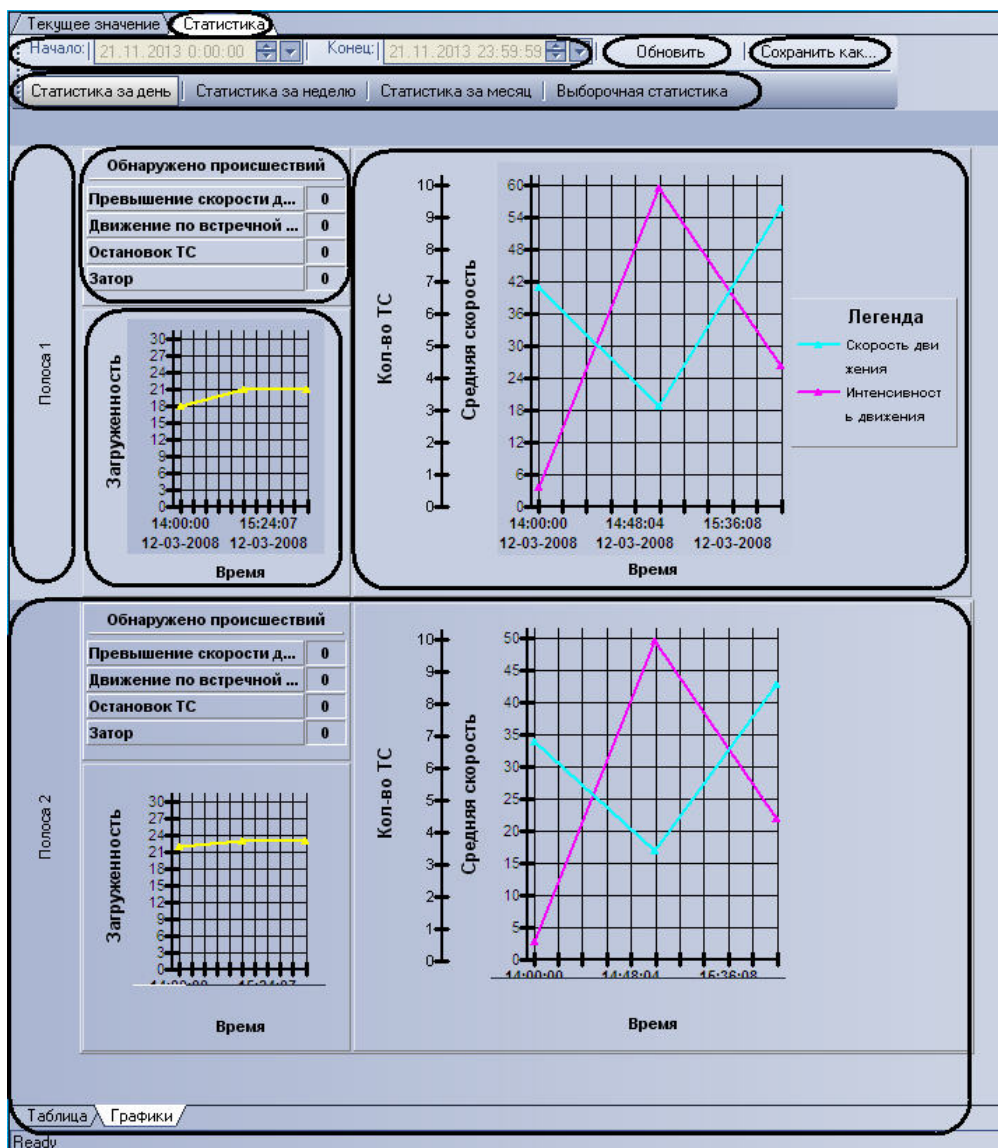 Текущее значение Статистика
Начало: 21.11.2013 0:00:00 Конец: 21.11.2013 23:59:59 Обновить Сохранить как...
Статистика за день Статистика за неделю Статистика за месяц Выборочная статистика
Полоса 1
Обнаружено происшествий
Превышение скорости д... 0
Движение по встречной ... 0
Остановок ТС 0
Затор 0
Загруженность
30
27
24
21
18
15
12
9
6
3
0
14:00:00 15:24:07
12-03-2008 12-03-2008
Время
Кол-во ТС
10
9
8
7
6
5
4
3
2
1
0
Средняя скорость
60
54
48
42
36
30
24
18
12
6
0
14:00:00 14:48:04 15:36:08
12-03-2008 12-03-2008 12-03-2008
Время
Легенда
Скорость дви
жения
Интенсивност
ь движения
Полоса 2
Обнаружено происшествий
Превышение скорости д... 0
Движение по встречной ... 0
Остановок ТС 0
Затор 0
Загруженность
30
27
24
21
18
15
12
9
6
3
0
14:00:00 15:24:07
Время
Кол-во ТС
10
9
8
7
6
5
4
3
2
1
0
Средняя скорость
50
45
40
35
30
25
20
15
10
5
0
14:00:00 14:48:04 15:36:08
Время
Таблица Графики
Ready